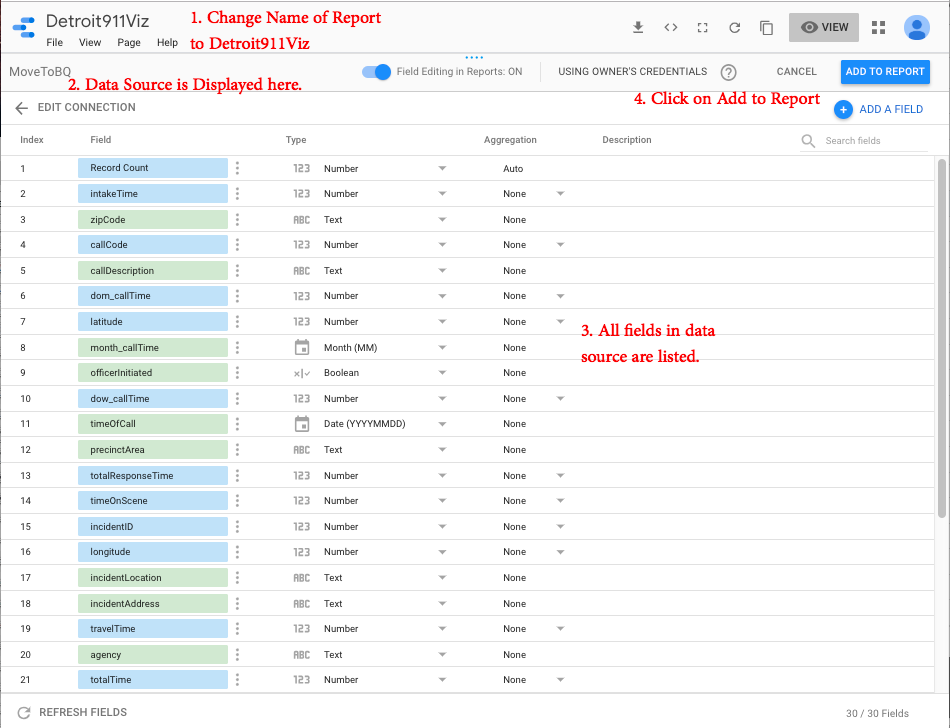 Detroit911Viz
1. Change Name of Report
to Detroit911Viz
File View Page Help
VIEW
MoveToBQ
2. Data Source is Displayed here.
Field Editing in Reports: ON
USING OWNER'S CREDENTIALS
?
CANCEL
ADD TO REPORT
4. Click on Add to Report
EDIT CONNECTION
+ ADD A FIELD
Index Field Type Aggregation Description Search fields
1 Record Count 123 Number Auto
2 intakeTime 123 Number None
3 zipCode ABC Text None
4 callCode 123 Number None
5 callDescription ABC Text None
6 dom_callTime 123 Number None
7 latitude 123 Number None
3. All fields in data
source are listed.
8 month_callTime Month (MM) None
9 officerInitiated Boolean None
10 dow_callTime 123 Number None
11 timeOfCall Date (YYYYMMDD) None
12 precinctArea ABC Text None
13 totalResponseTime 123 Number None
14 timeOnScene 123 Number None
15 incidentID 123 Number None
16 longitude 123 Number None
17 incidentLocation ABC Text None
18 incidentAddress ABC Text None
19 travelTime 123 Number None
20 agency ABC Text None
21 totalTime 123 Number None
REFRESH FIELDS
30 / 30 Fields